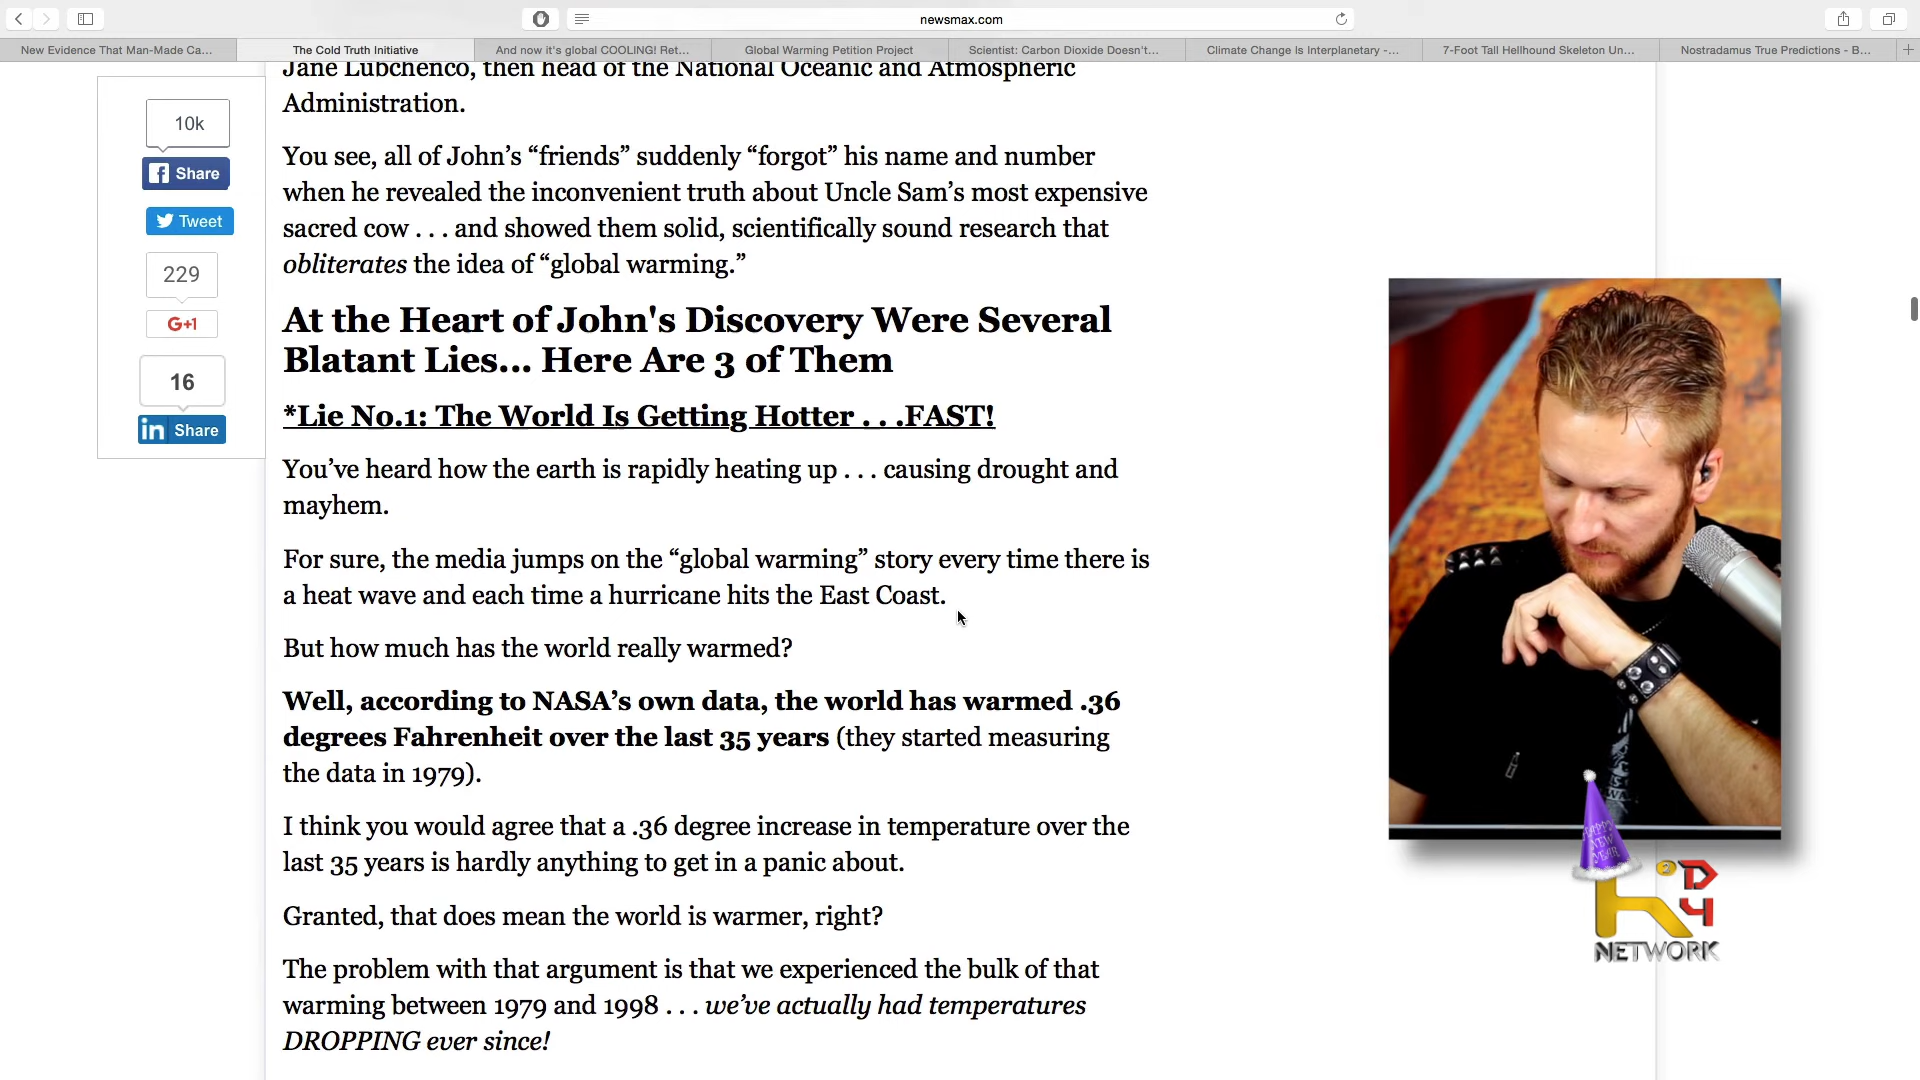 newsmax.com
New Evidence That Man-Made Ca...
The Cold Truth Initiative
And now it's global COOLING! Ret...
Global Warming Petition Project
Scientist: Carbon Dioxide Doesn't...
Climate Change Is Interplanetary -...
7-Foot Tall Hellhound Skeleton Un...
Nostradamus True Predictions - B...
Jane Lubchenco, then head of the National Oceanic and Atmospheric
Administration.
10k
Share
Tweet
229
G+1
16
in Share
You see, all of John’s “friends” suddenly “forgot” his name and number
when he revealed the inconvenient truth about Uncle Sam’s most expensive
sacred cow . . . and showed them solid, scientifically sound research that
obliterates the idea of “global warming.”
At the Heart of John's Discovery Were Several
Blatant Lies... Here Are 3 of Them
*Lie No.1: The World Is Getting Hotter . . .FAST!
You’ve heard how the earth is rapidly heating up . . . causing drought and
mayhem.
For sure, the media jumps on the “global warming” story every time there is
a heat wave and each time a hurricane hits the East Coast.
But how much has the world really warmed?
Well, according to NASA’s own data, the world has warmed .36
degrees Fahrenheit over the last 35 years (they started measuring
the data in 1979).
I think you would agree that a .36 degree increase in temperature over the
last 35 years is hardly anything to get in a panic about.
Granted, that does mean the world is warmer, right?
The problem with that argument is that we experienced the bulk of that
warming between 1979 and 1998 . . . we’ve actually had temperatures
DROPPING ever since!
HAPPY
NEW
YEAR
K D
4
NETWORK